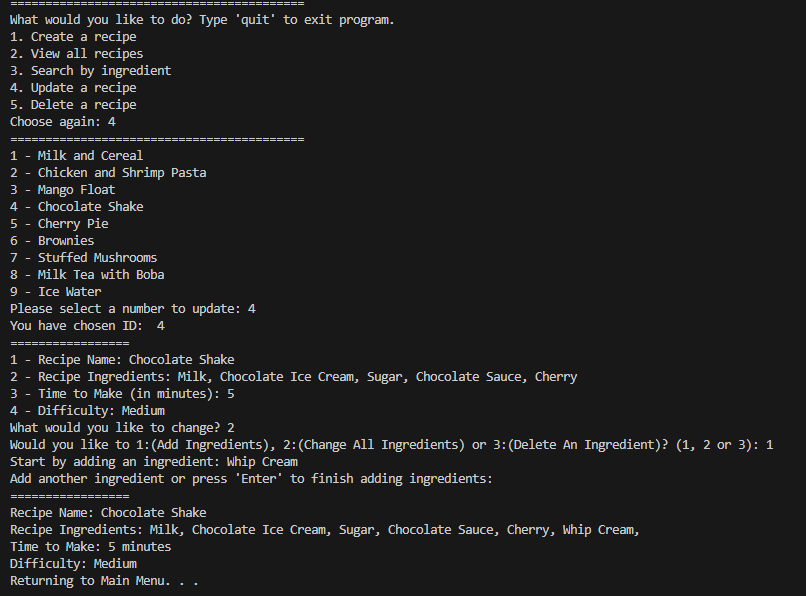 ==========================================
What would you like to do? Type 'quit' to exit program.
1. Create a recipe
2. View all recipes
3. Search by ingredient
4. Update a recipe
5. Delete a recipe
Choose again: 4
==========================================
1 - Milk and Cereal
2 - Chicken and Shrimp Pasta
3 - Mango Float
4 - Chocolate Shake
5 - Cherry Pie
6 - Brownies
7 - Stuffed Mushrooms
8 - Milk Tea with Boba
9 - Ice Water
Please select a number to update: 4
You have chosen ID:  4
=================
1 - Recipe Name: Chocolate Shake
2 - Recipe Ingredients: Milk, Chocolate Ice Cream, Sugar, Chocolate Sauce, Cherry
3 - Time to Make (in minutes): 5
4 - Difficulty: Medium
What would you like to change? 2
Would you like to 1:(Add Ingredients), 2:(Change All Ingredients) or 3:(Delete An Ingredient)? (1, 2 or 3): 1
Start by adding an ingredient: Whip Cream
Add another ingredient or press 'Enter' to finish adding ingredients:
=================
Recipe Name: Chocolate Shake
Recipe Ingredients: Milk, Chocolate Ice Cream, Sugar, Chocolate Sauce, Cherry, Whip Cream,
Time to Make: 5 minutes
Difficulty: Medium
Returning to Main Menu. . .